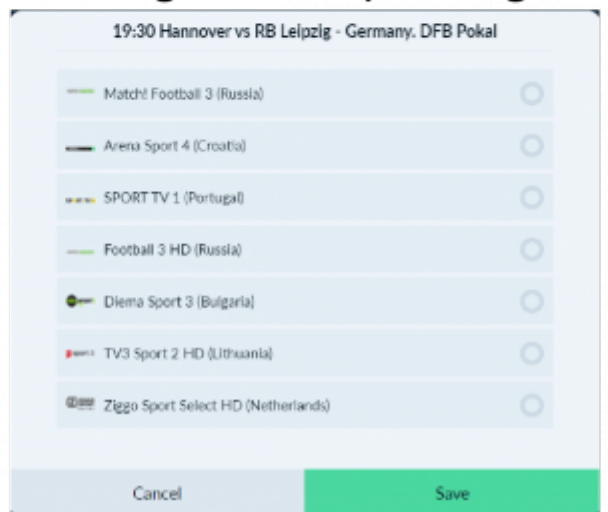 19:30 Hannover vs RB Leipzig - Germany. DFB Pokal
Match! Football 3 (Russia)
Arena Sport 4 (Croatia)
SPORT TV 1 (Portugal)
Football 3 HD (Russia)
Diema Sport 3 (Bulgaria)
TV3 Sport 2 HD (Lithuania)
Ziggo Sport Select HD (Netherlands)
Cancel Save